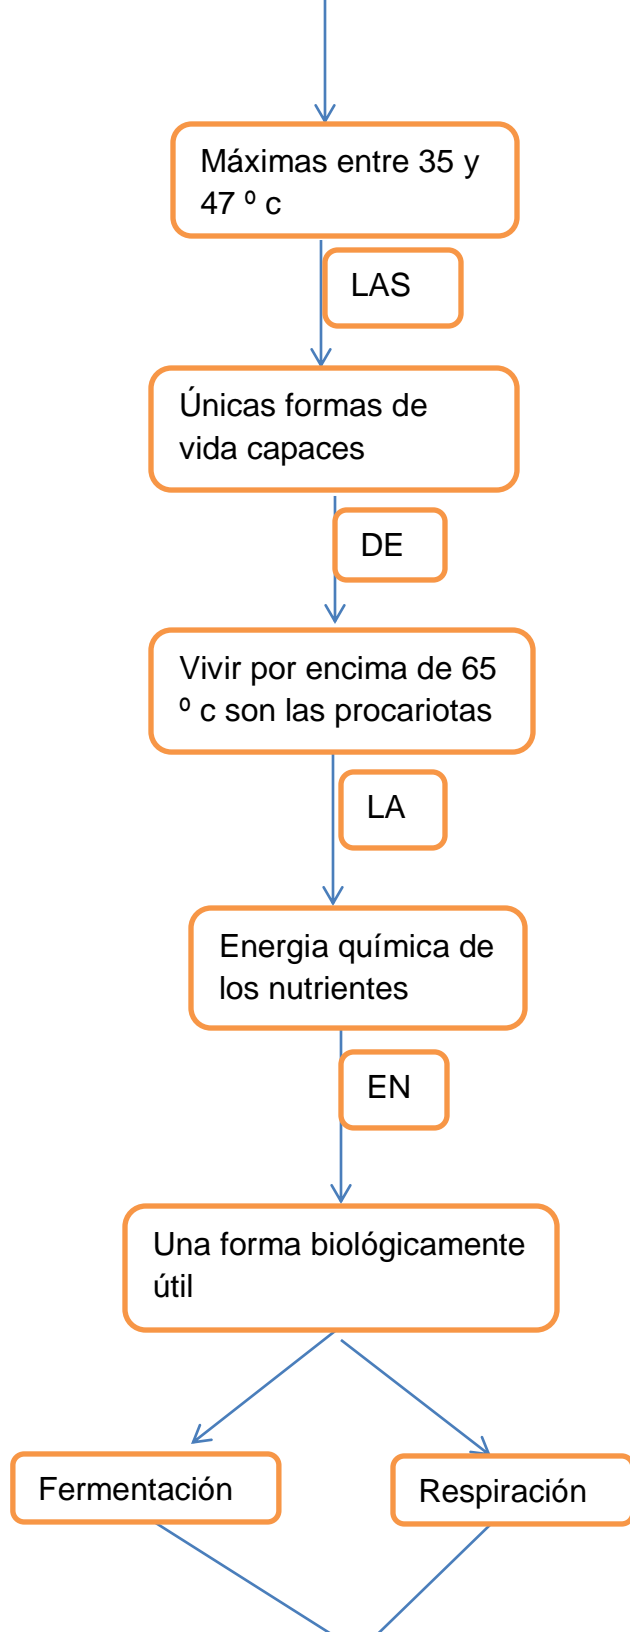 Máximas entre 35 y
47 º c
LAS
Únicas formas de
vida capaces
DE
Vivir por encima de 65
º c son las procariotas
LA
Energia química de
los nutrientes
EN
Una forma biológicamente
útil
Fermentación
Respiración